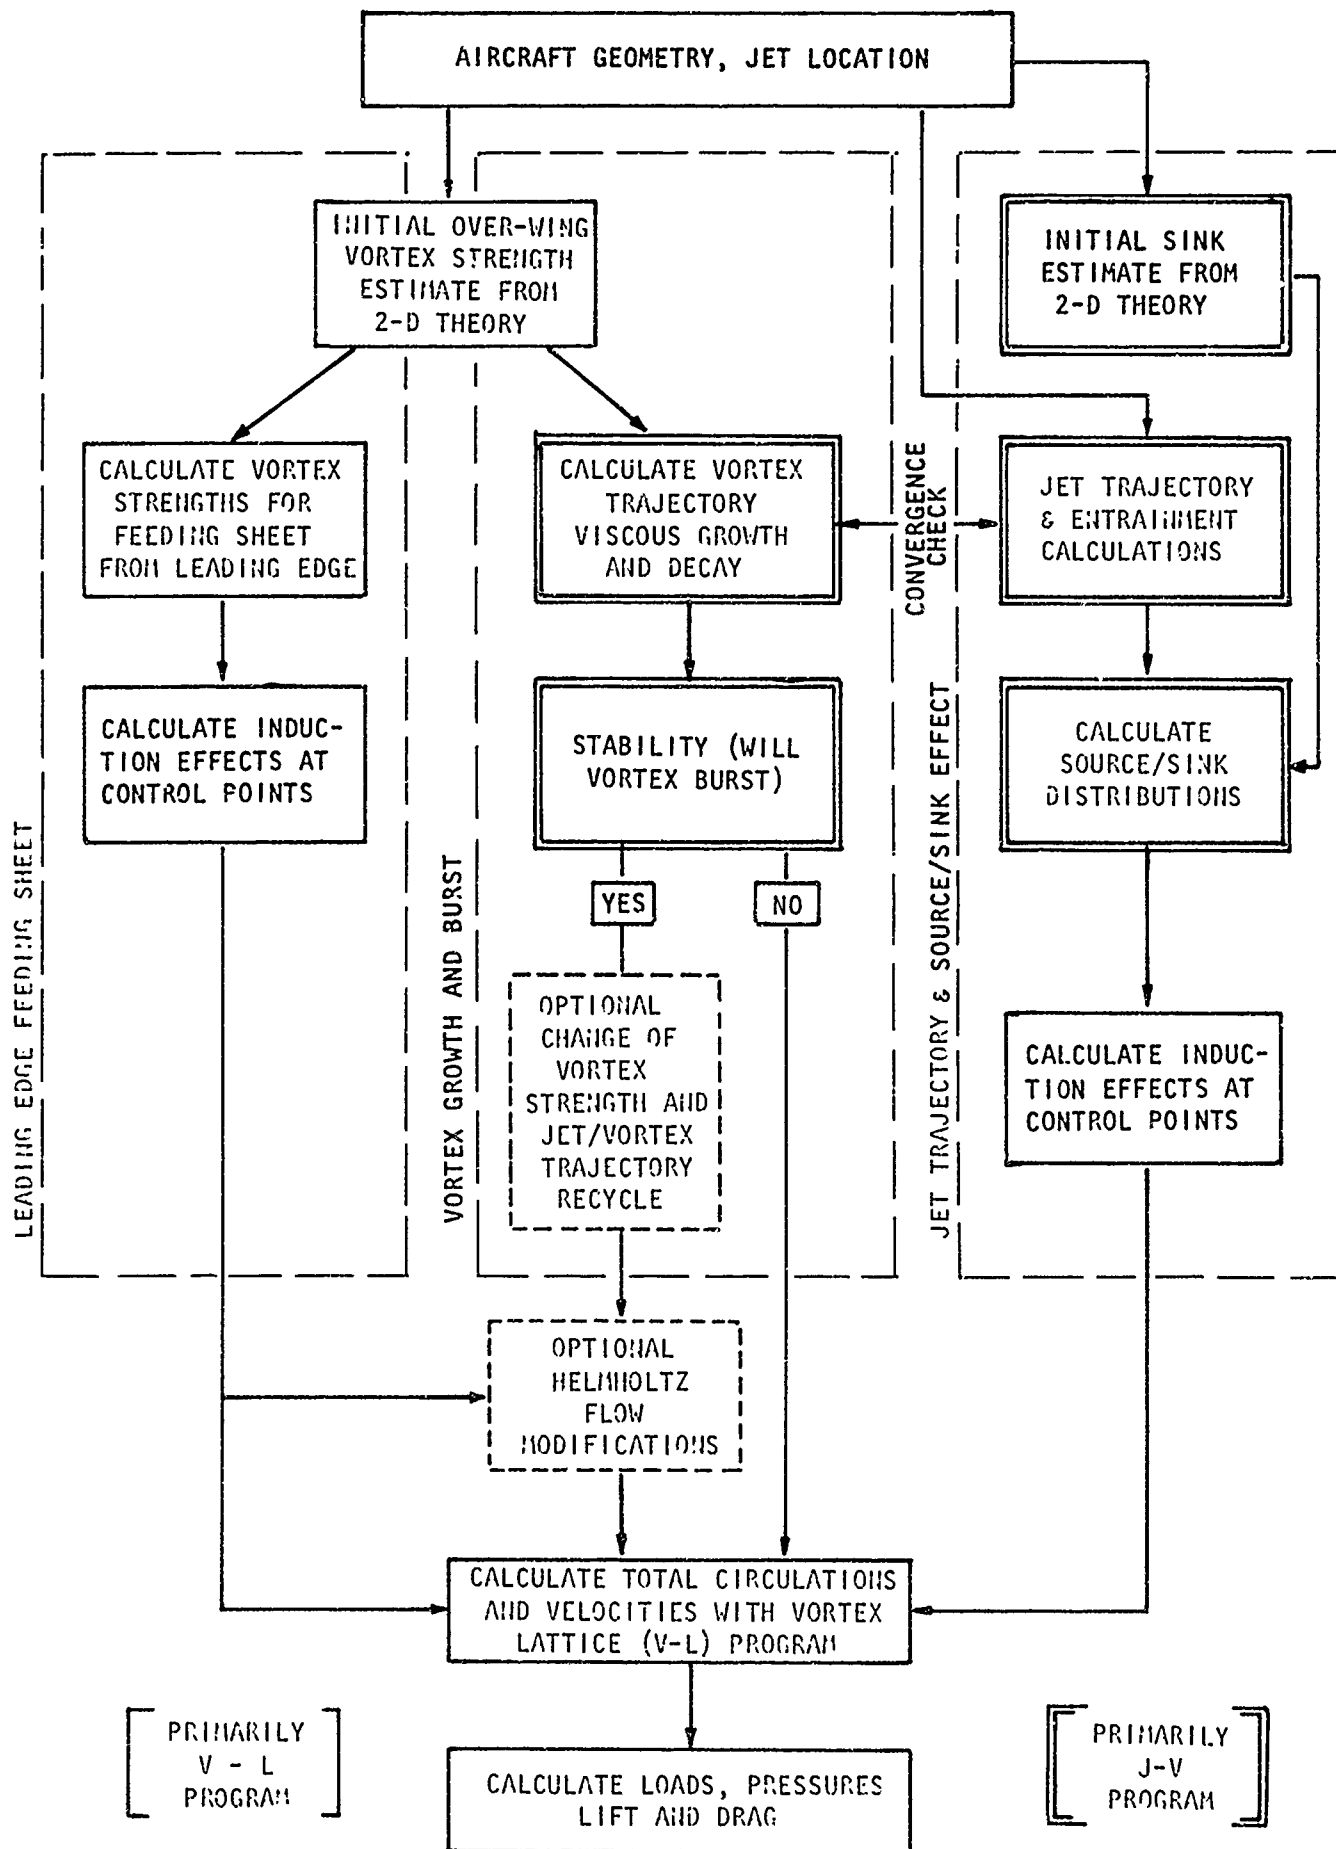 AIRCRAFT GEOMETRY, JET LOCATION
INITIAL OVER-WING
VORTEX STRENGTH
ESTIMATE FROM
2-D THEORY
INITIAL SINK
ESTIMATE FROM
2-D THEORY
CALCULATE VORTEX
STRENGTHS FOR
FEEDING SHEET
FROM LEADING EDGE
CALCULATE VORTEX
TRAJECTORY
VISCOUS GROWTH
AND DECAY
CONVERGENCE
CHECK
JET TRAJECTORY
& ENTRAINMENT
CALCULATIONS
CALCULATE INDUC-
TION EFFECTS AT
CONTROL POINTS
STABILITY (WILL
VORTEX BURST)
CALCULATE
SOURCE/SINK
DISTRIBUTIONS
YES
NO
LEADING EDGE FEEDING SHEET
VORTEX GROWTH AND BURST
JET TRAJECTORY & SOURCE/SINK EFFECT
OPTIONAL
CHANGE OF
VORTEX
STRENGTH AND
JET/VORTEX
TRAJECTORY
RECYCLE
CALCULATE INDUC-
TION EFFECTS AT
CONTROL POINTS
OPTIONAL
HELMHOLTZ
FLOW
MODIFICATIONS
CALCULATE TOTAL CIRCULATIONS
AND VELOCITIES WITH VORTEX
LATTICE (V-L) PROGRAM
PRIMARILY
V - L
PROGRAM
CALCULATE LOADS, PRESSURES
LIFT AND DRAG
PRIMARILY
J-V
PROGRAM